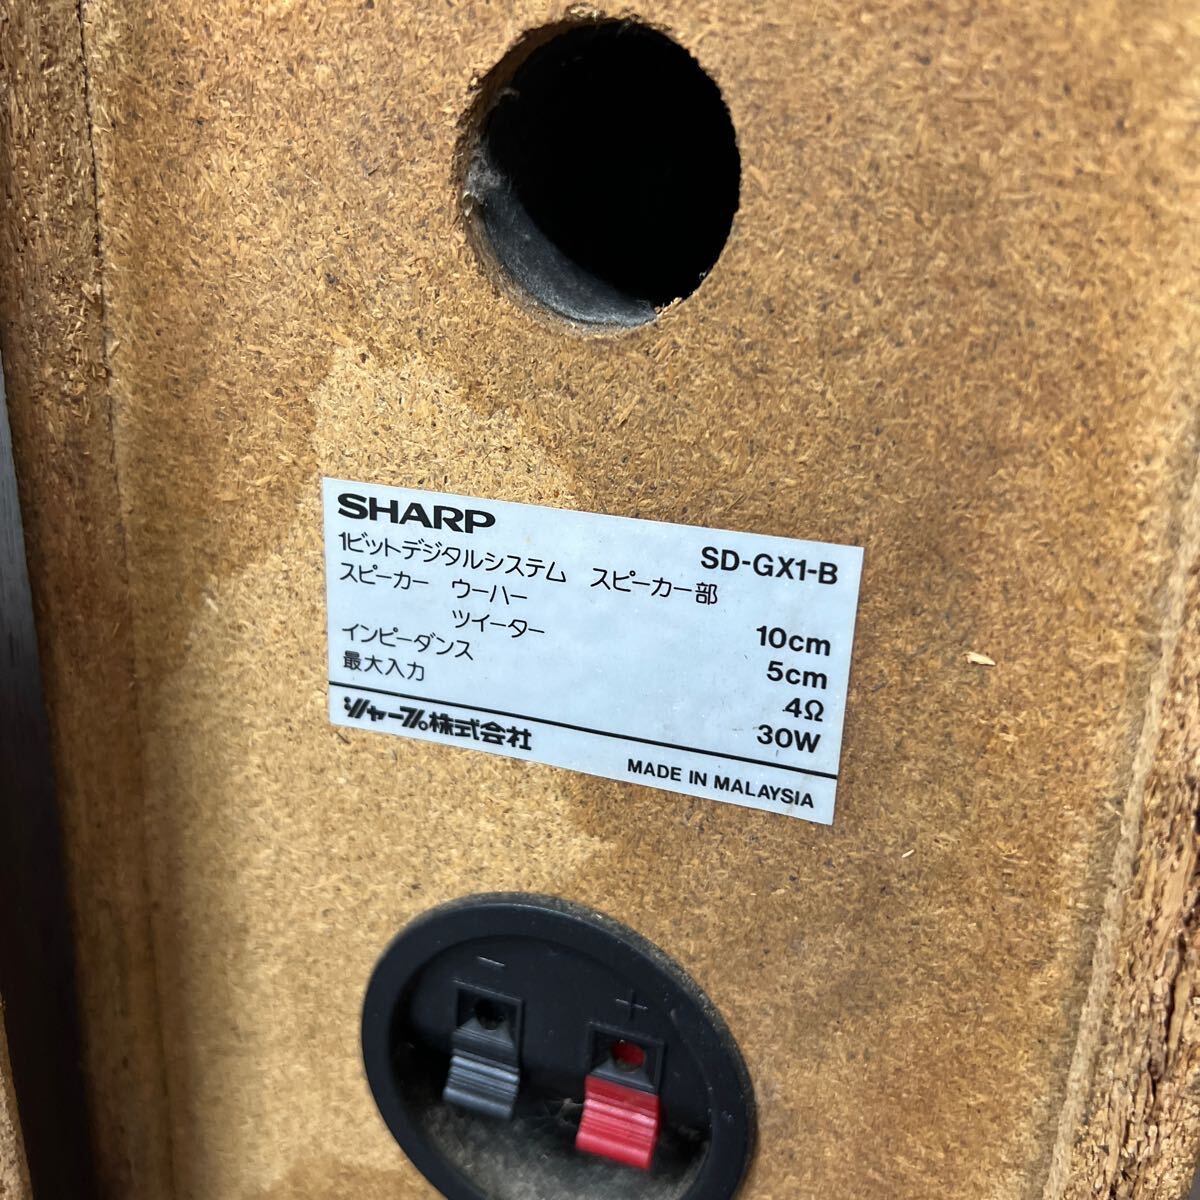 SHARP
SD-GX1-B
1ビットデジタルシステム スピーカー部
スピーカー ウーハー 10cm
ツイーター 5cm
インピーダンス 4Ω
最大入力 30W
シャープ株式会社
MADE IN MALAYSIA
− +